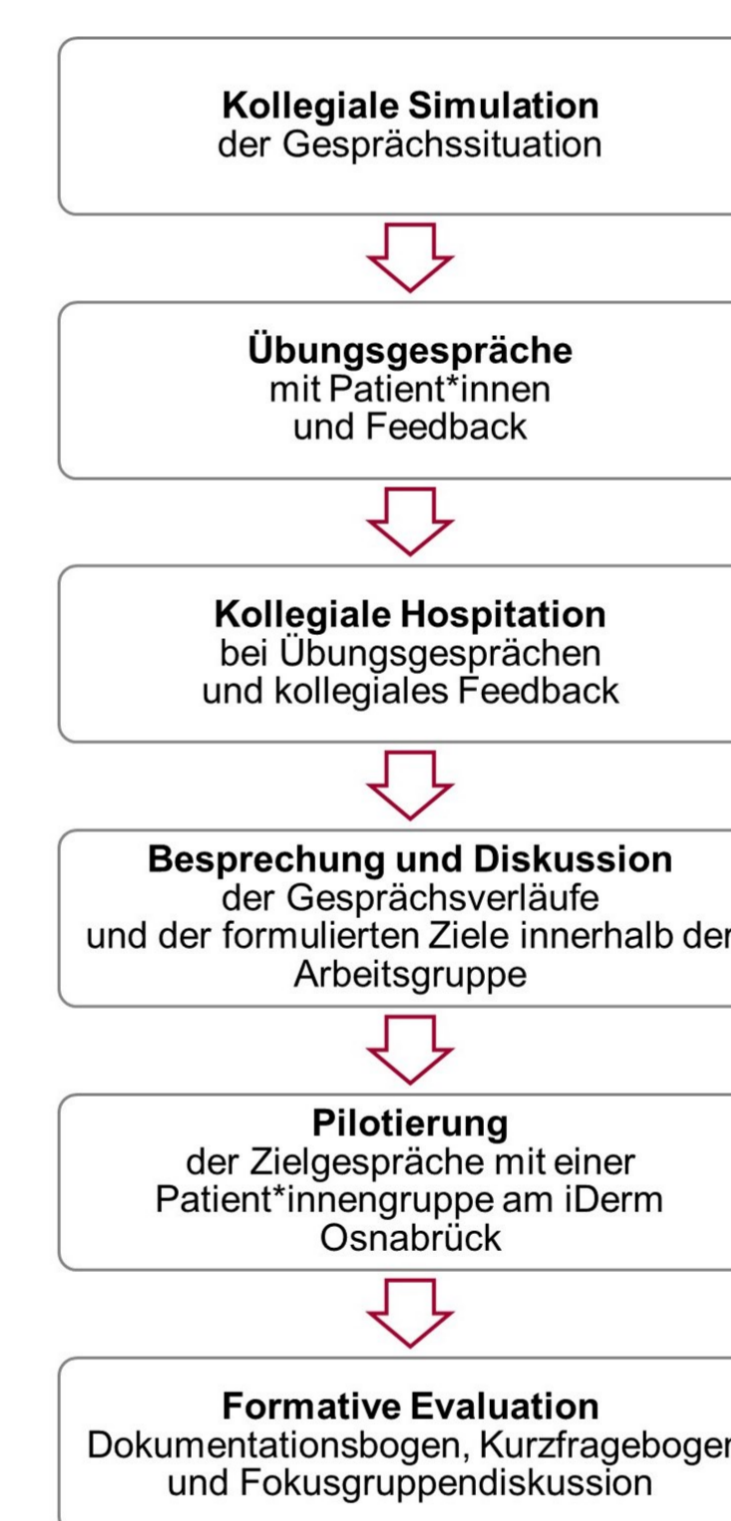 Kollegiale Simulation
der Gesprächssituation
Übungsgespräche
mit Patient*innen
und Feedback
Kollegiale Hospitation
bei Übungsgesprächen
und kollegiales Feedback
Besprechung und Diskussion
der Gesprächsverläufe
und der formulierten Ziele innerhalb der
Arbeitsgruppe
Pilotierung
der Zielgespräche mit einer
Patient*innengruppe am iDerm
Osnabrück
Formative Evaluation
Dokumentationsbogen, Kurzfragebogen
und Fokusgruppendiskussion